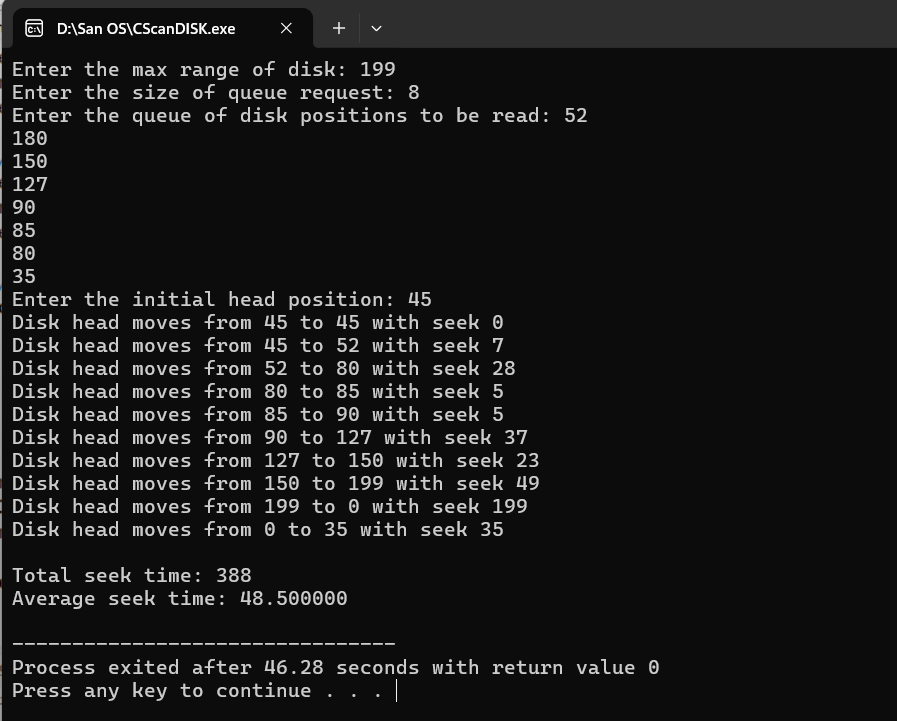 D:\San OS\CScanDISK.exe
Enter the max range of disk: 199
Enter the size of queue request: 8
Enter the queue of disk positions to be read: 52
180
150
127
90
85
80
35
Enter the initial head position: 45
Disk head moves from 45 to 45 with seek 0
Disk head moves from 45 to 52 with seek 7
Disk head moves from 52 to 80 with seek 28
Disk head moves from 80 to 85 with seek 5
Disk head moves from 85 to 90 with seek 5
Disk head moves from 90 to 127 with seek 37
Disk head moves from 127 to 150 with seek 23
Disk head moves from 150 to 199 with seek 49
Disk head moves from 199 to 0 with seek 199
Disk head moves from 0 to 35 with seek 35
Total seek time: 388
Average seek time: 48.500000
--------------------------------
Process exited after 46.28 seconds with return value 0
Press any key to continue . . .